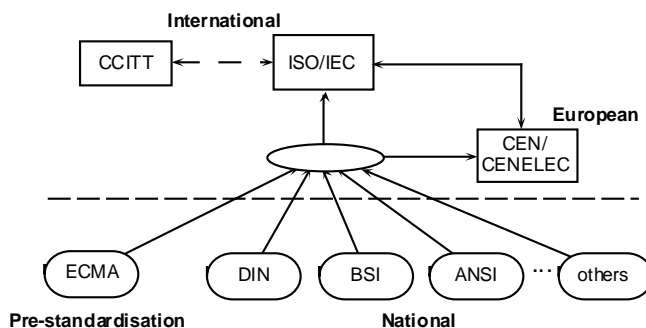 International
CCITT
ISO/IEC
European
CEN/
CENELEC
ECMA
DIN
BSI
ANSI
...
others
Pre-standardisation
National